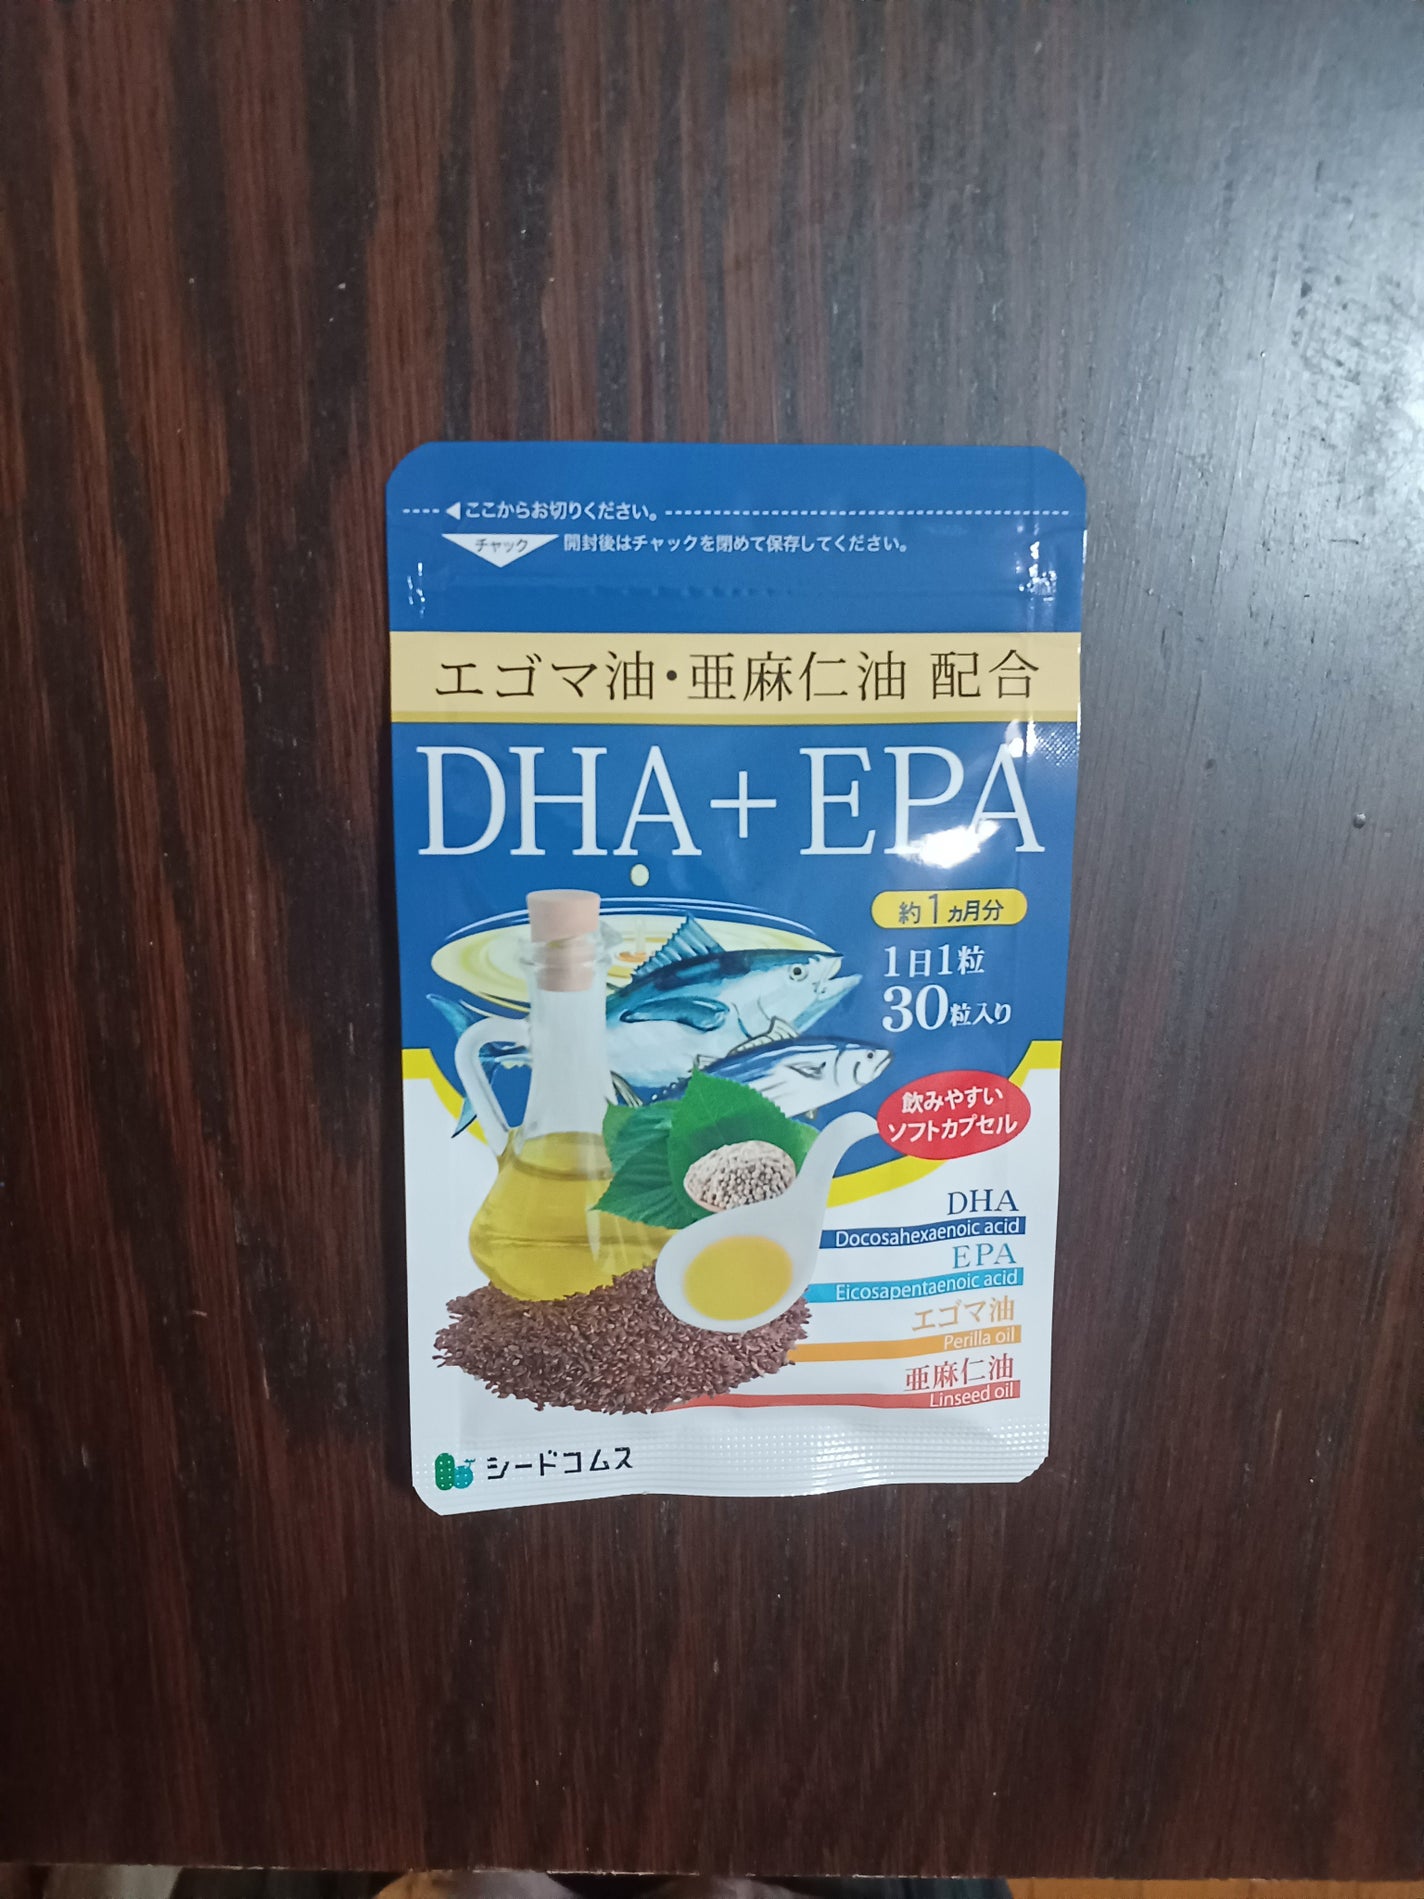 ここからお切りください。
チャック 開封後はチャックを閉めて保存してください。
エゴマ油・亜麻仁油 配合
DHA+EPA
約1ヵ月分
1日1粒
30粒入り
飲みやすい
ソフトカプセル
DHA
Docosahexaenoic acid
EPA
Eicosapentaenoic acid
エゴマ油
Perilla oil
亜麻仁油
Linseed oil
シードコムス